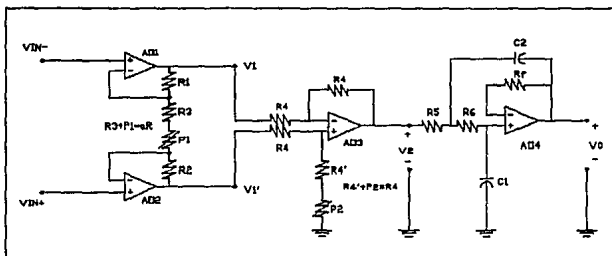 VIN-
AD1
R1
R3
R3+P1=aR
P1
R2
VIN+
AD2
V1
V1'
R4
R4
R4
AD3
R4'
P2
R4'+P2=R4
+
V2
-
R5
R6
C2
Rf
AD4
C1
+
VO
-